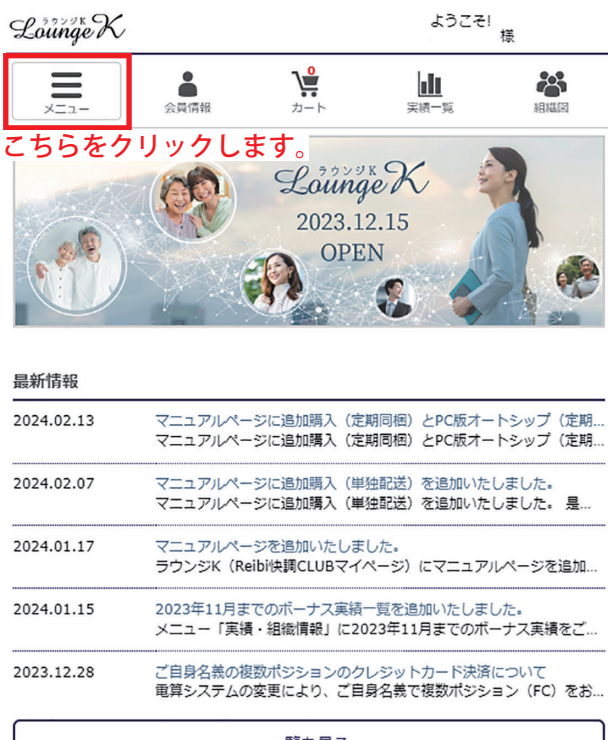 ラウンジK
Lounge K
ようこそ!
様
0
メニュー
会員情報
カート
実績一覧
組織図
こちらをクリックします。
ラウンジK
Lounge K
2023.12.15
OPEN
最新情報
2024.02.13
マニュアルページに追加購入（定期同梱）とPC版オートシップ（定期...
マニュアルページに追加購入（定期同梱）とPC版オートシップ（定期...
2024.02.07
マニュアルページに追加購入（単独配送）を追加いたしました。
マニュアルページに追加購入（単独配送）を追加いたしました。 是...
2024.01.17
マニュアルページを追加いたしました。
ラウンジK（Reibi快調CLUBマイページ）にマニュアルページを追加...
2024.01.15
2023年11月までのボーナス実績一覧を追加いたしました。
メニュー「実績・組織情報」に2023年11月までのボーナス実績をご...
2023.12.28
ご自身名義の複数ポジションのクレジットカード決済について
電算システムの変更により、ご自身名義で複数ポジション（FC）をお...